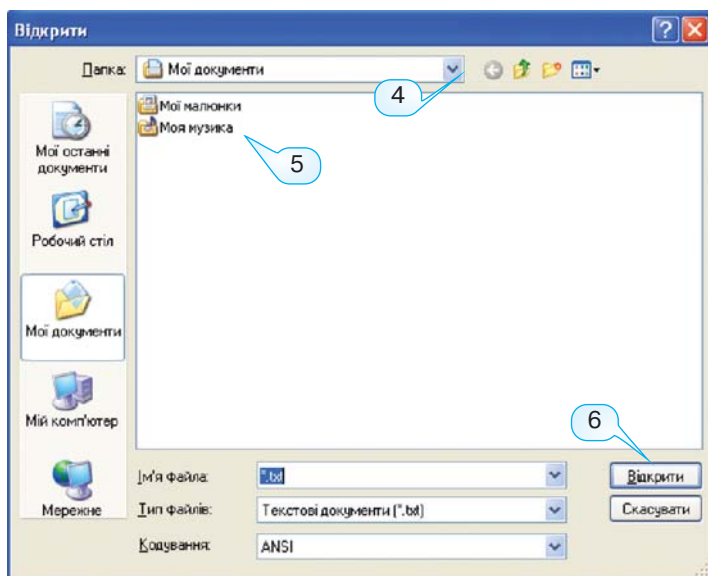 Відкрити
Папка:
Мої документи
4
Мої малюнки
Моя музика
5
Мої останні
документи
Робочий стіл
Мої документи
Мій комп'ютер
Мережне
6
Ім'я файла:
*.txt
Відкрити
Тип файлів:
Текстові документи (*.txt)
Скасувати
Кодування:
ANSI